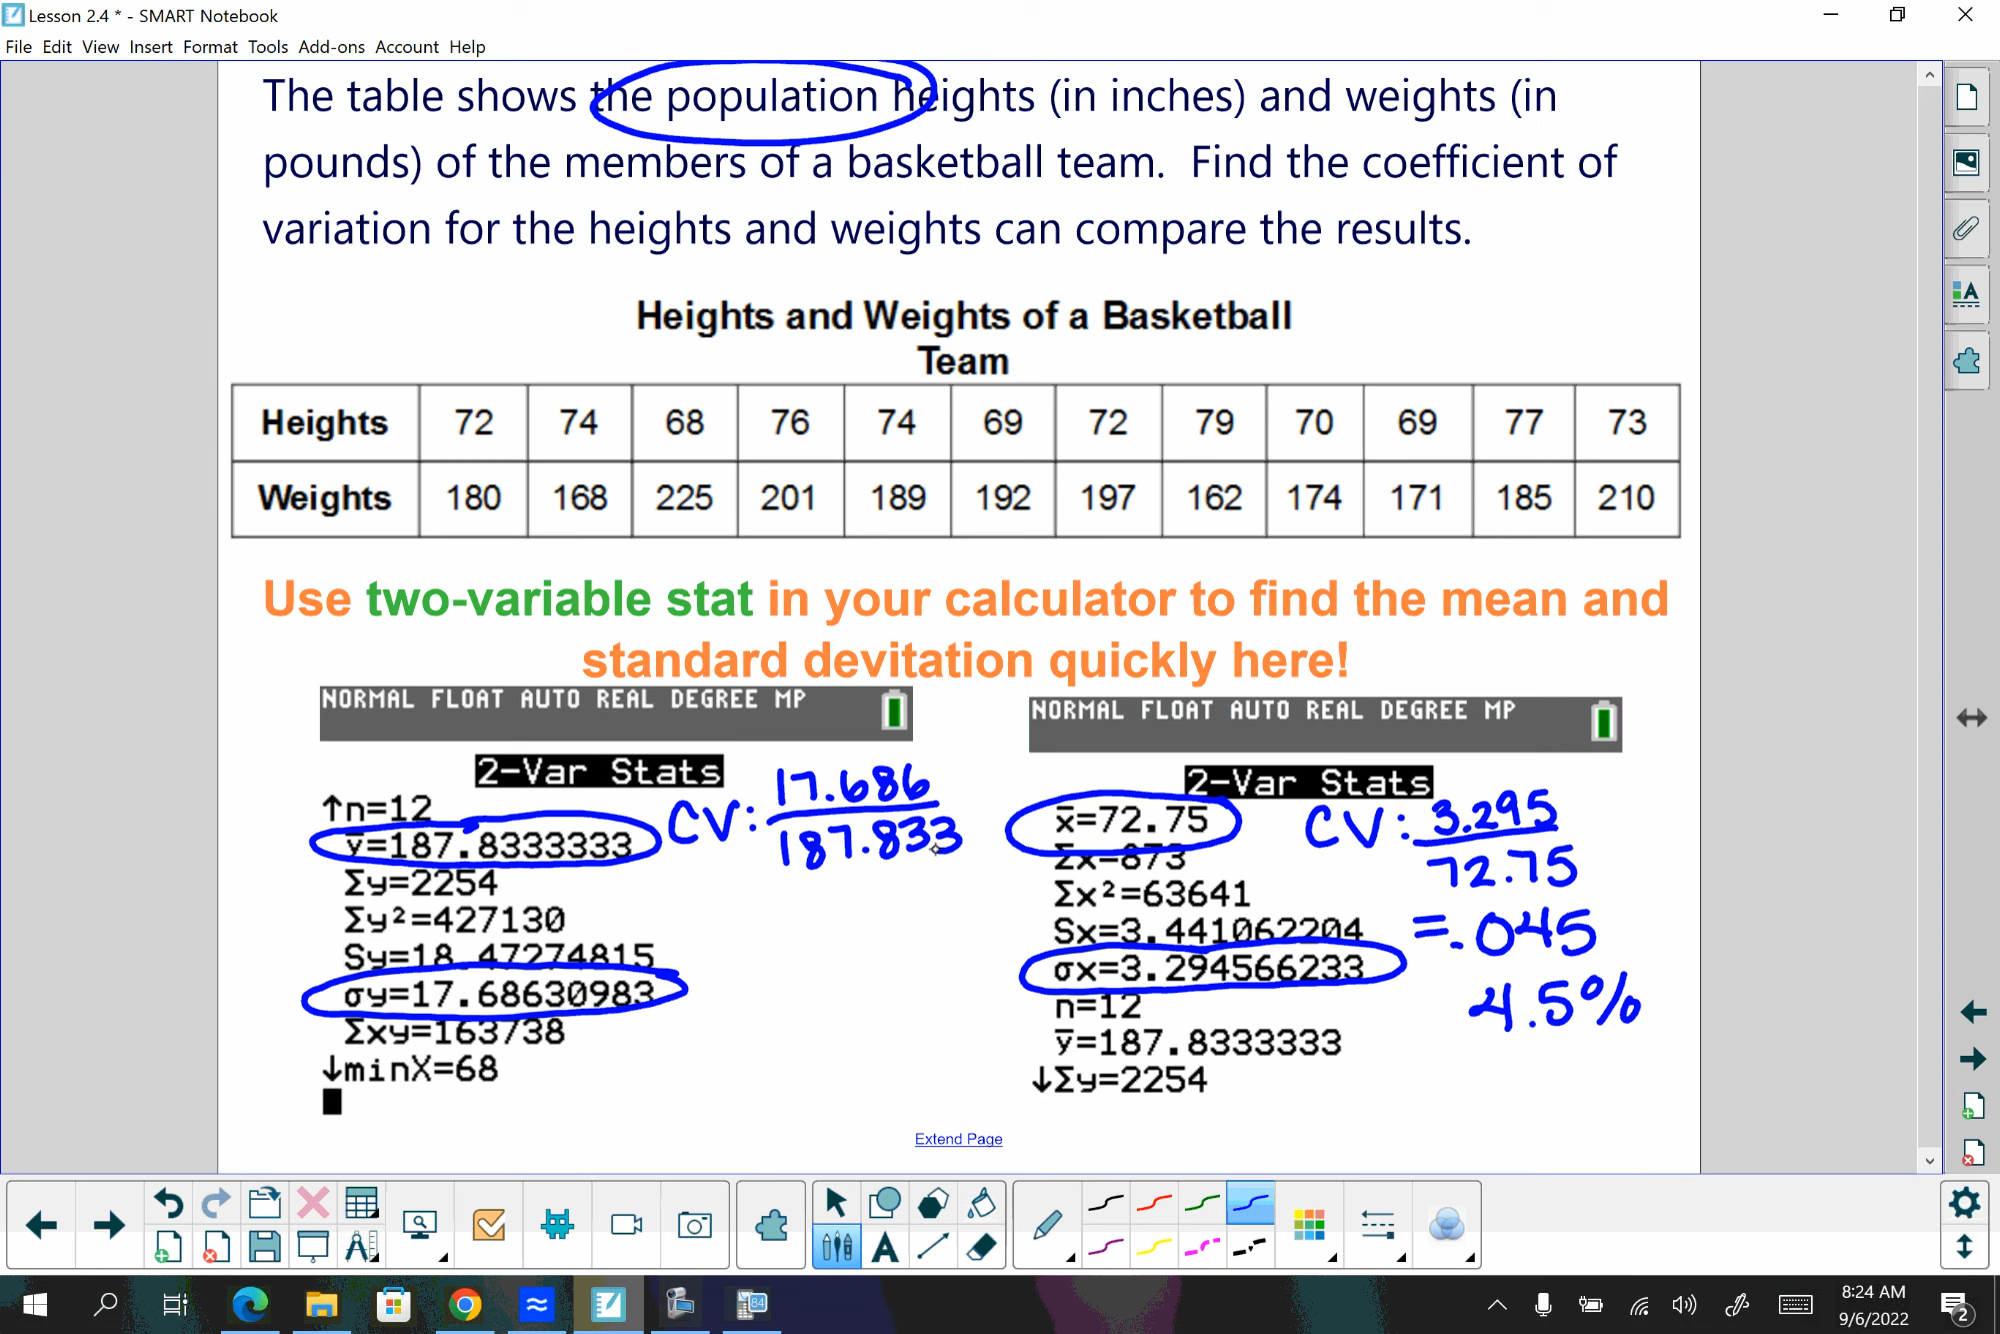 Lesson 2.4 * - SMART Notebook
File Edit View Insert Format Tools Add-ons Account Help
The table shows the population heights (in inches) and weights (in
pounds) of the members of a basketball team. Find the coefficient of
variation for the heights and weights can compare the results.
Heights and Weights of a Basketball
Team
Heights 72 74 68 76 74 69 72 79 70 69 77 73
Weights 180 168 225 201 189 192 197 162 174 171 185 210
Use two-variable stat in your calculator to find the mean and
standard devitation quickly here!
NORMAL FLOAT AUTO REAL DEGREE MP
2-Var Stats
↑n=12
ȳ=187.8333333
Σy=2254
Σy²=427130
Sy=18.47274815
σy=17.68630983
Σxy=163738
↓minX=68
CV: 17.686
187.833
NORMAL FLOAT AUTO REAL DEGREE MP
2-Var Stats
x̄=72.75
Σx=873
Σx²=63641
Sx=3.441062204
σx=3.294566233
n=12
ȳ=187.8333333
↓Σy=2254
CV: 3.295
72.75
=.045
4.5%
Extend Page
84
8:24 AM
9/6/2022
2